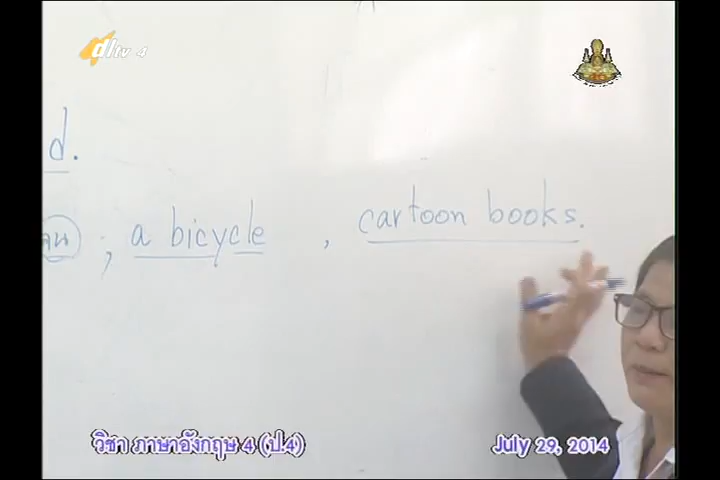 dltv 4
d.
; a bicycle , cartoon books.
วิชา ภาษาอังกฤษ 4 (ป.4)
July 29, 2014